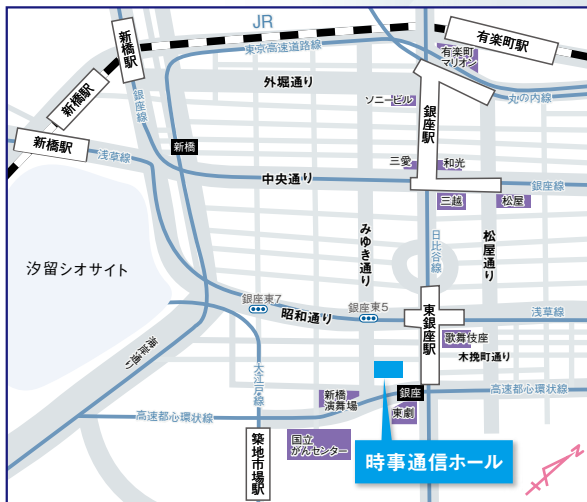 JR
新橋駅
東京高速道路線
有楽町駅
有楽町
マリオン
外堀通り
丸の内線
新橋駅
銀座線
ソニービル
銀座駅
新橋駅
浅草線
新橋
三愛
和光
中央通り
銀座線
三越
松屋
みゆき通り
日比谷線
松屋通り
汐留シオサイト
銀座東7
昭和通り
銀座東5
東銀座駅
浅草線
歌舞伎座
木挽町通り
海岸通り
大江戸線
新橋
演舞場
銀座
高速都心環状線
高速都心環状線
東劇
築地市場駅
国立
がんセンター
時事通信ホール